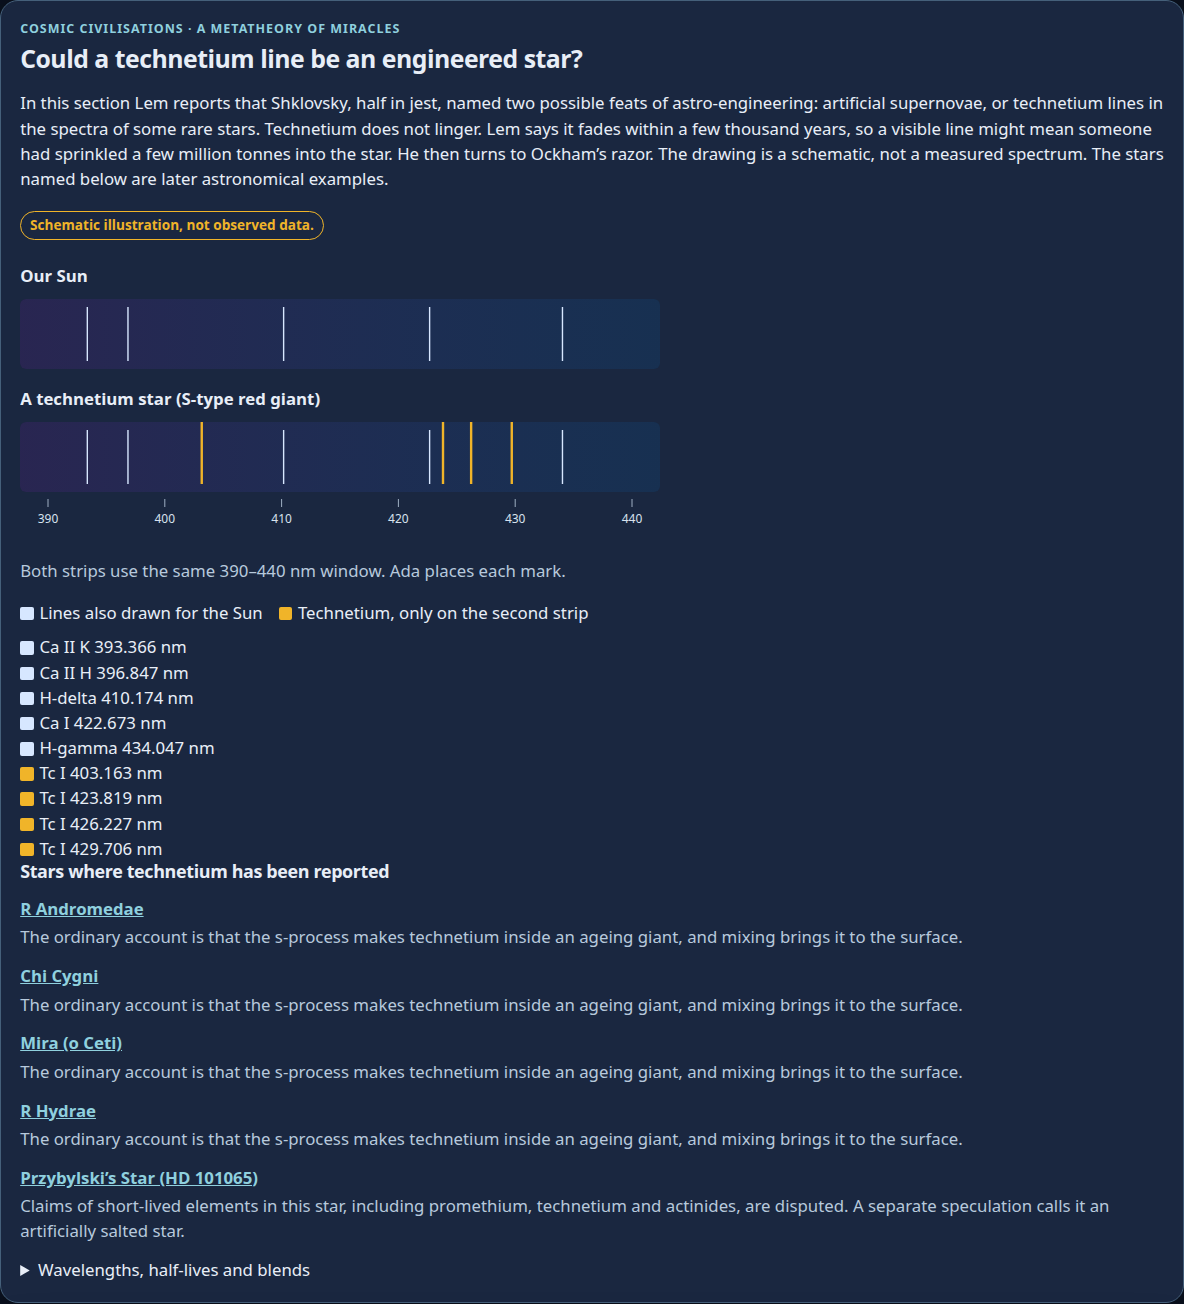 COSMIC CIVILISATIONS · A METATHEORY OF MIRACLES
Could a technetium line be an engineered star?
In this section Lem reports that Shklovsky, half in jest, named two possible feats of astro-engineering: artificial supernovae, or technetium lines in
the spectra of some rare stars. Technetium does not linger. Lem says it fades within a few thousand years, so a visible line might mean someone
had sprinkled a few million tonnes into the star. He then turns to Ockham’s razor. The drawing is a schematic, not a measured spectrum. The stars
named below are later astronomical examples.
Schematic illustration, not observed data.
Our Sun
A technetium star (S-type red giant)
390 400 410 420 430 440
Both strips use the same 390–440 nm window. Ada places each mark.
Lines also drawn for the Sun Technetium, only on the second strip
Ca II K 393.366 nm
Ca II H 396.847 nm
H-delta 410.174 nm
Ca I 422.673 nm
H-gamma 434.047 nm
Tc I 403.163 nm
Tc I 423.819 nm
Tc I 426.227 nm
Tc I 429.706 nm
Stars where technetium has been reported
R Andromedae
The ordinary account is that the s-process makes technetium inside an ageing giant, and mixing brings it to the surface.
Chi Cygni
The ordinary account is that the s-process makes technetium inside an ageing giant, and mixing brings it to the surface.
Mira (o Ceti)
The ordinary account is that the s-process makes technetium inside an ageing giant, and mixing brings it to the surface.
R Hydrae
The ordinary account is that the s-process makes technetium inside an ageing giant, and mixing brings it to the surface.
Przybylski’s Star (HD 101065)
Claims of short-lived elements in this star, including promethium, technetium and actinides, are disputed. A separate speculation calls it an
artificially salted star.
Wavelengths, half-lives and blends